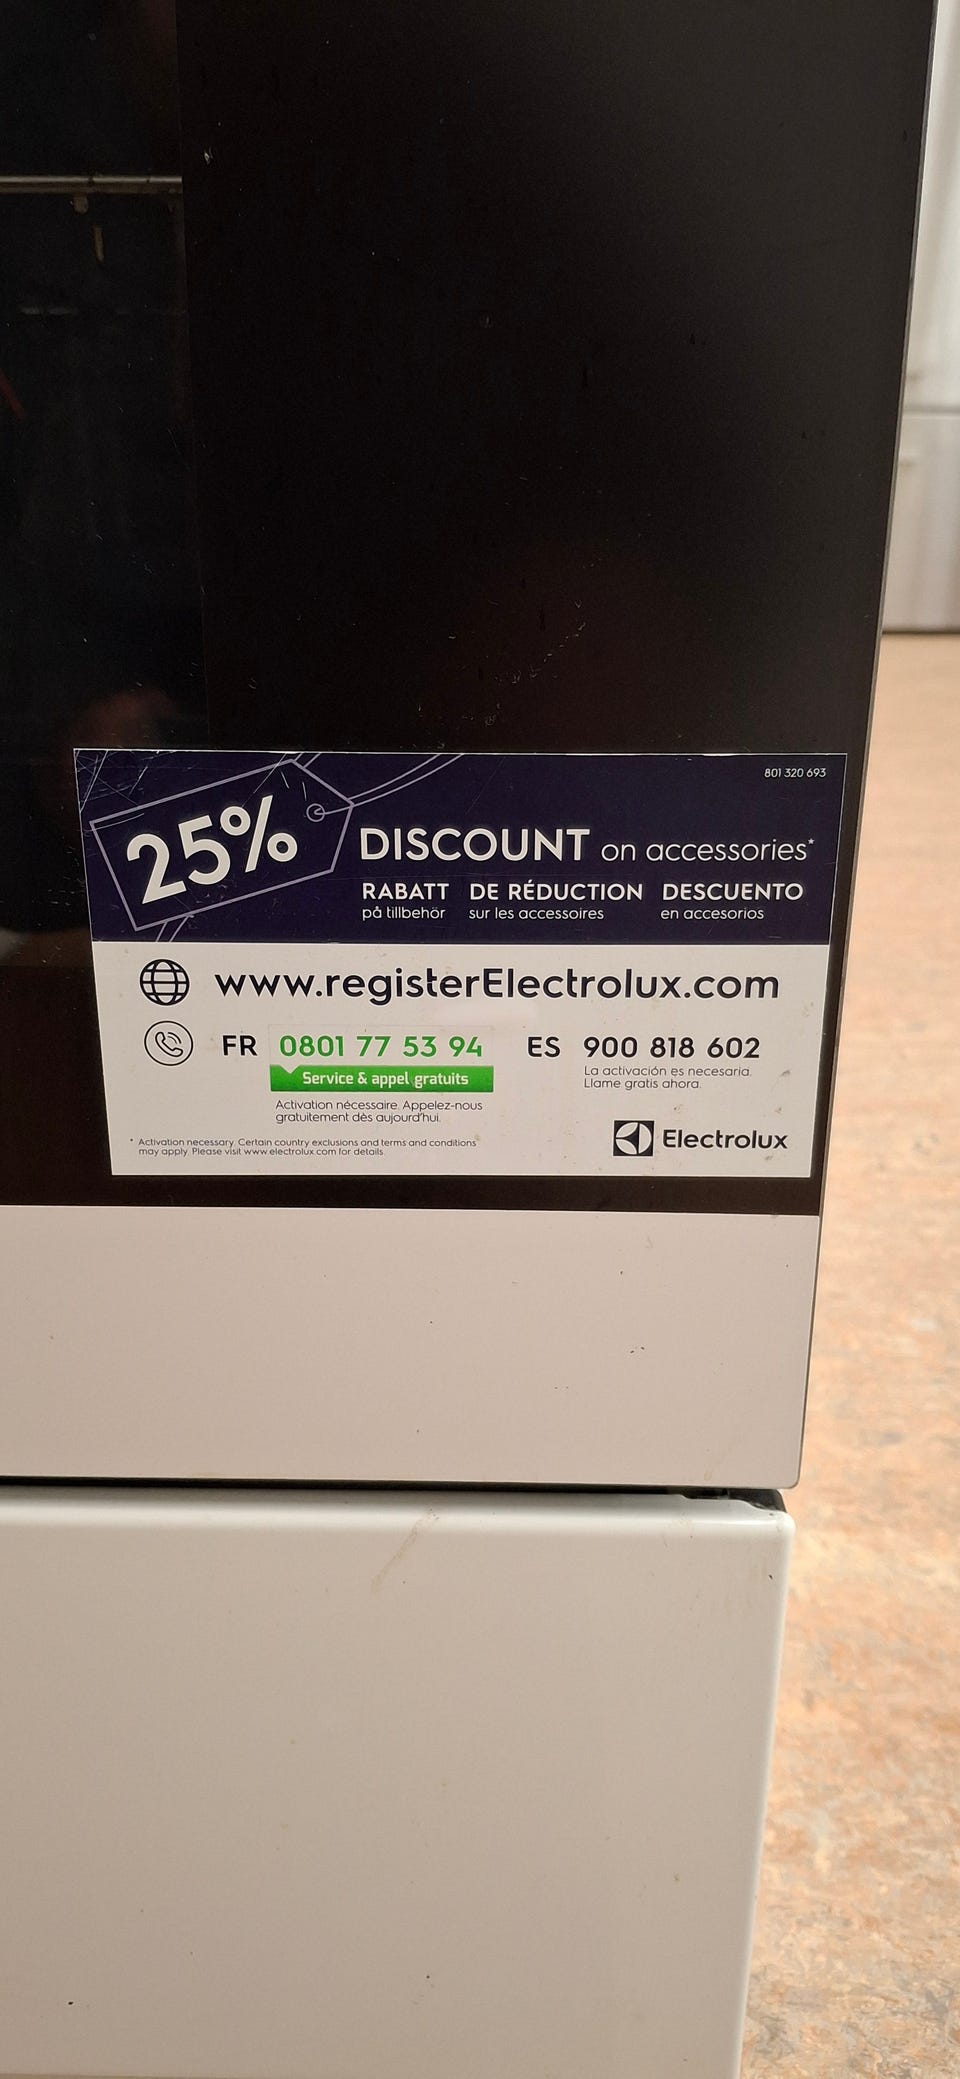 801 320 693
25%
DISCOUNT on accessories*
RABATT DE RÉDUCTION DESCUENTO
på tillbehör sur les accessoires en accesorios
www.registerElectrolux.com
FR 0801 77 53 94 ES 900 818 602
Service & appel gratuits
La activación es necesaria.
Llame gratis ahora.
Activation nécessaire. Appelez-nous
gratuitement dès aujourd'hui.
* Activation necessary. Certain country exclusions and terms and conditions
may apply. Please visit www.electrolux.com for details.
Electrolux